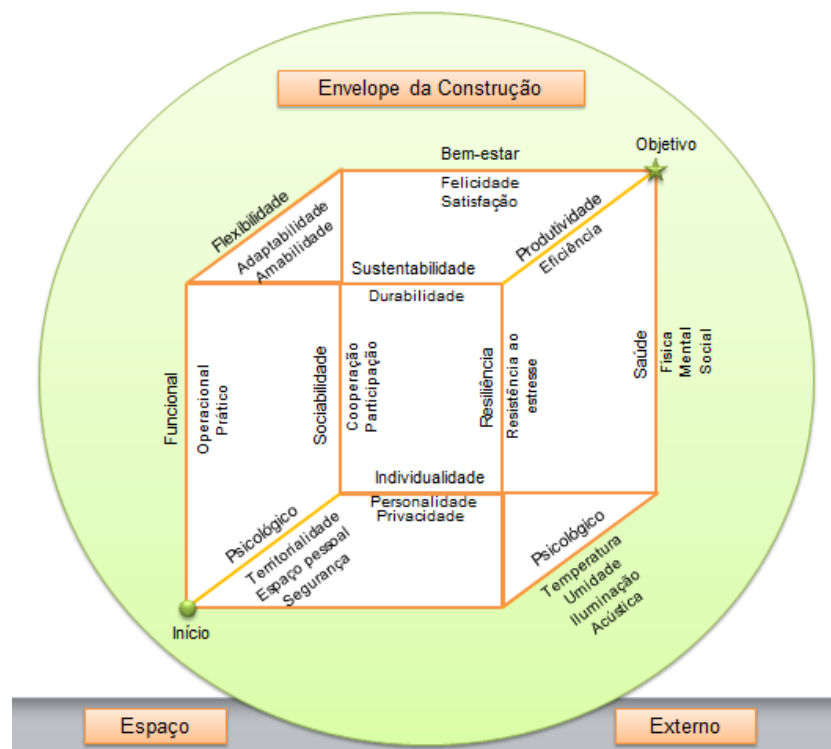 Envelope da Construção
Objetivo
Bem-estar
Felicidade
Satisfação
Flexibilidade
Adaptabilidade
Amabilidade
Produtividade
Eficiência
Sustentabilidade
Durabilidade
Funcional
Operacional
Prático
Sociabilidade
Cooperação
Participação
Resiliência
Resistência ao
estresse
Saúde
Física
Mental
Social
Individualidade
Personalidade
Privacidade
Psicológico
Territorialidade
Espaço pessoal
Segurança
Psicológico
Temperatura
Umidade
Iluminação
Acústica
Início
Espaço
Externo